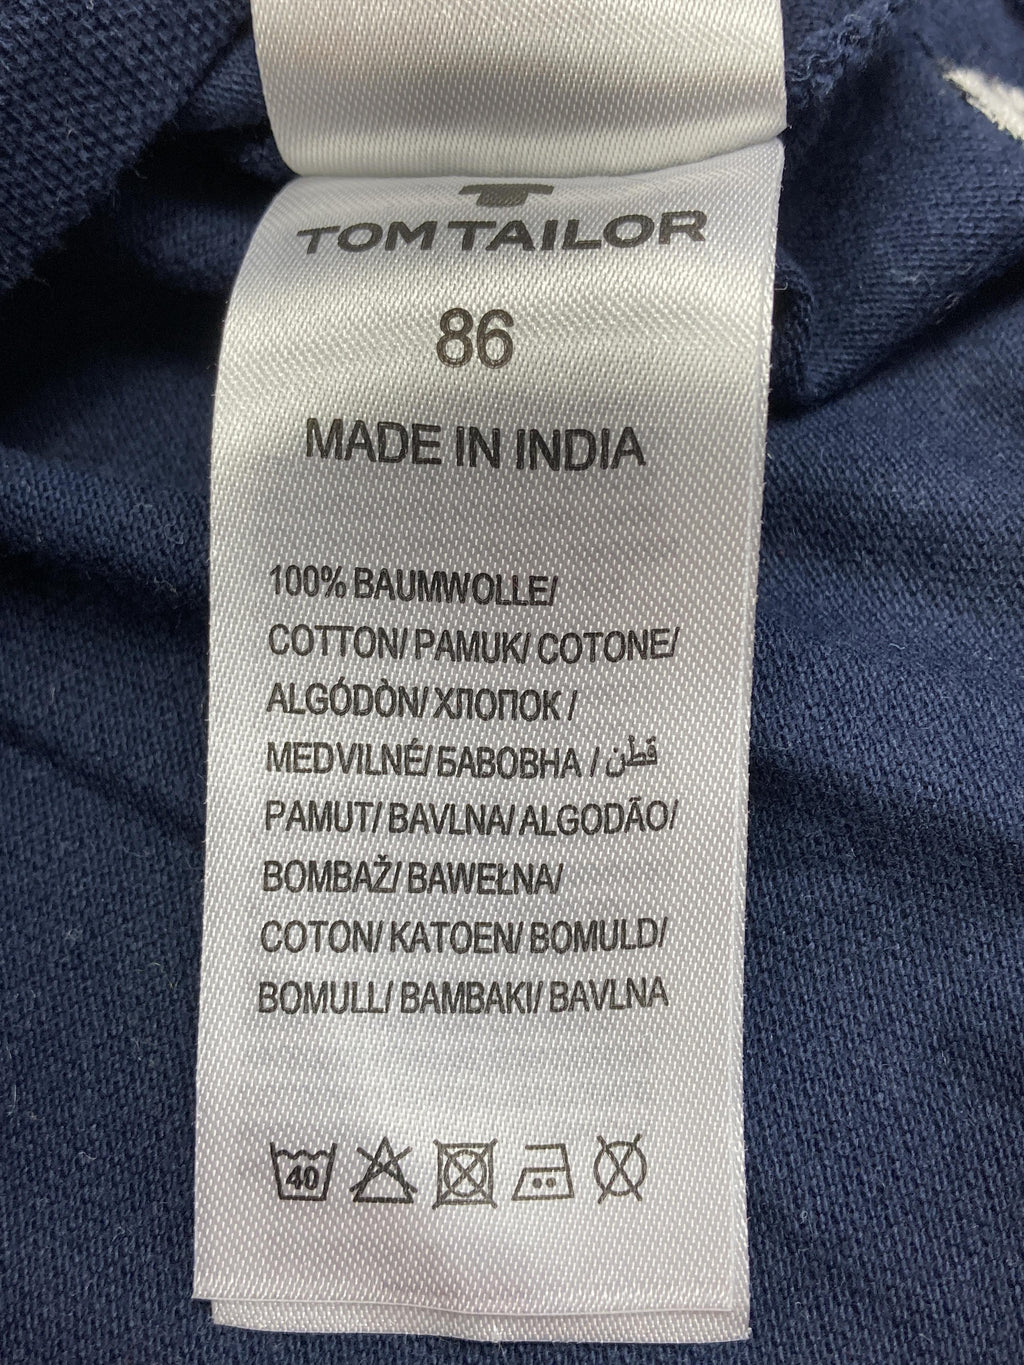 TOM TAILOR
86
MADE IN INDIA
100% BAUMWOLLE/
COTTON/ PAMUK/ COTONE/
ALGÓDÒN/ ХЛОПОК /
MEDVILNÉ/ БАВОВНА / قطن
PAMUT/ BAVLNA/ ALGODÃO/
BOMBAŽ/ BAWEŁNA/
COTON/ KATOEN/ BOMULD/
BOMULL/ BAMBAKI/ BAVLNA
40